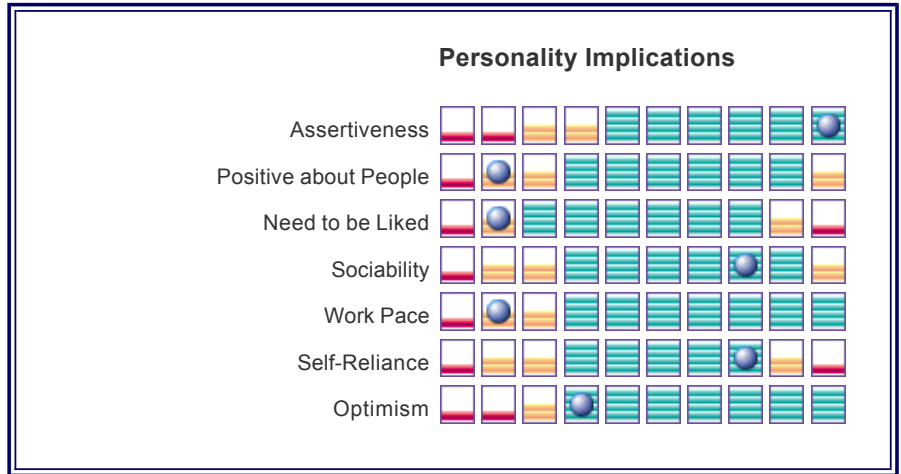 Personality Implications
Assertiveness
Positive about People
Need to be Liked
Sociability
Work Pace
Self-Reliance
Optimism